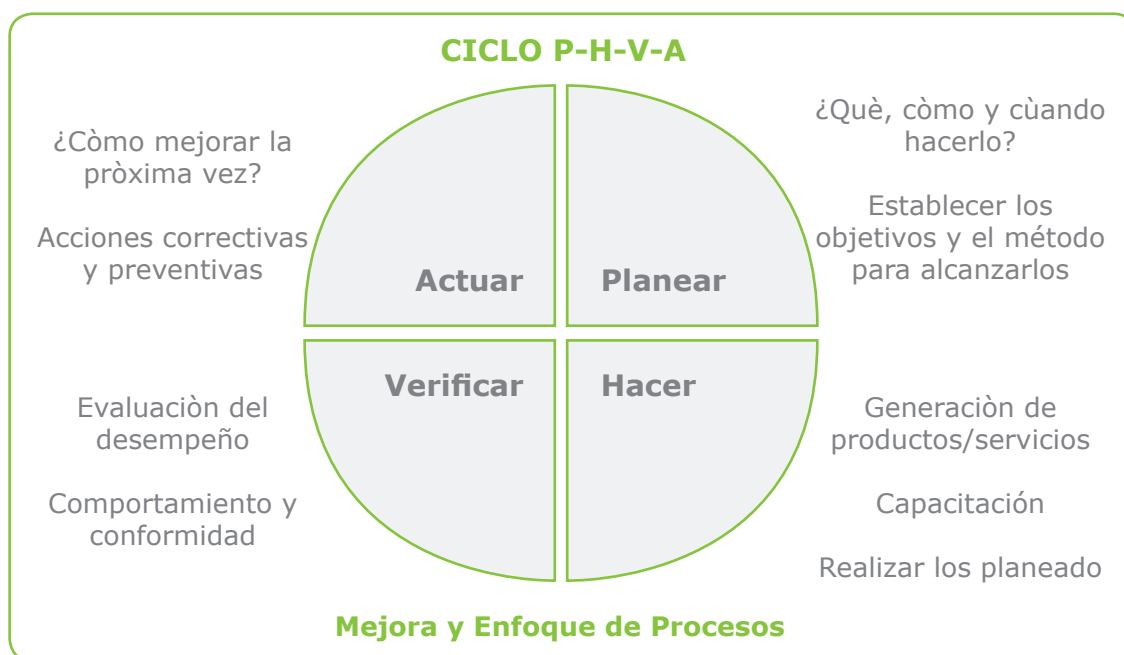 CICLO P-H-V-A
¿Què, còmo y cùando
hacerlo?
Establecer los
objetivos y el método
para alcanzarlos
¿Còmo mejorar la
pròxima vez?
Acciones correctivas
y preventivas
Actuar
Planear
Verificar
Hacer
Evaluaciòn del
desempeño
Comportamiento y
conformidad
Generaciòn de
productos/servicios
Capacitación
Realizar los planeado
Mejora y Enfoque de Procesos